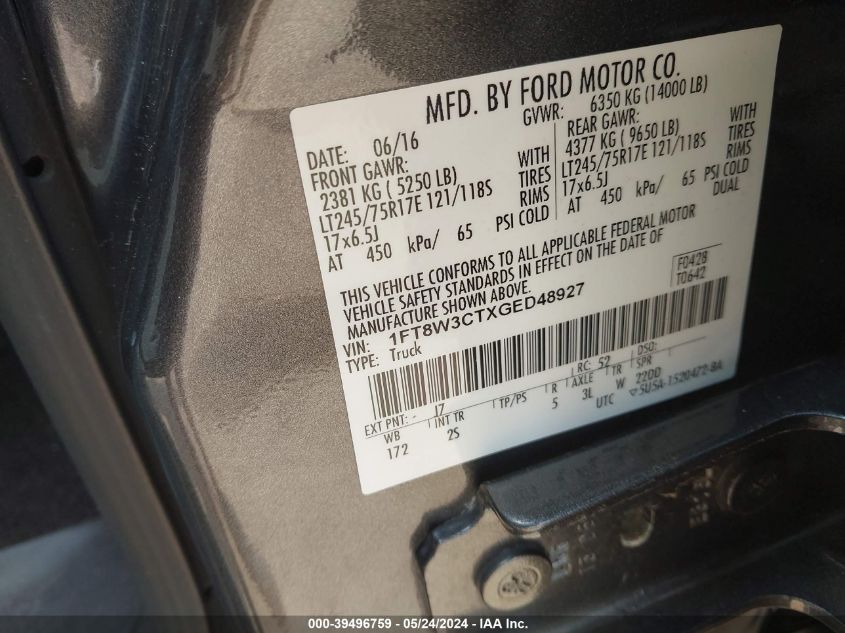 MFD. BY FORD MOTOR CO.
DATE: 06/16 GVWR: 6350 KG (14000 LB)
FRONT GAWR: REAR GAWR:
2381 KG ( 5250 LB) WITH 4377 KG ( 9650 LB) WITH
LT245/75R17E 121/118S TIRES LT245/75R17E 121/118S TIRES
17x6.5J RIMS 17x6.5J RIMS
AT 450 kPa/ 65 PSI COLD AT 450 kPa/ 65 PSI COLD
DUAL
THIS VEHICLE CONFORMS TO ALL APPLICABLE FEDERAL MOTOR
VEHICLE SAFETY STANDARDS IN EFFECT ON THE DATE OF
MANUFACTURE SHOWN ABOVE.
F0428
T0642
VIN: 1FT8W3CTXGED48927
TYPE: Truck
EXT PNT: - J7 RC: 52 DSO:
WB INT TR TP/PS R AXLE TR SPR
172 2S 5 3L W 220D
UTC 5U5A-1520472-BA
000-39496759 - 05/24/2024 - IAA Inc.